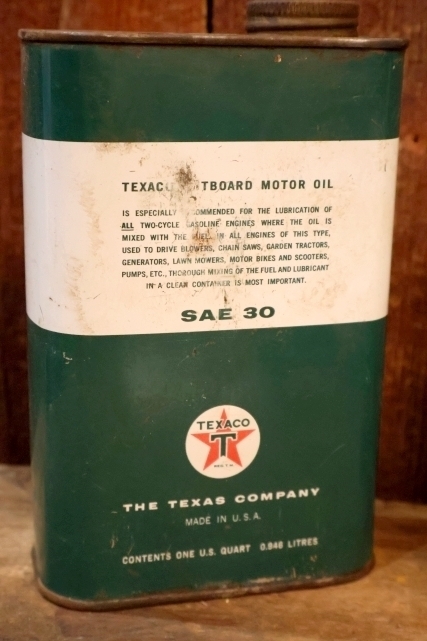 TEXACO OUTBOARD MOTOR OIL
IS ESPECIALLY RECOMMENDED FOR THE LUBRICATION OF
ALL TWO-CYCLE GASOLINE ENGINES WHERE THE OIL IS
MIXED WITH THE FUEL. IN ALL ENGINES OF THIS TYPE,
USED TO DRIVE BLOWERS, CHAIN SAWS, GARDEN TRACTORS,
GENERATORS, LAWN MOWERS, MOTOR BIKES AND SCOOTERS,
PUMPS, ETC., THOROUGH MIXING OF THE FUEL AND LUBRICANT
IN A CLEAN CONTAINER IS MOST IMPORTANT.
SAE 30
TEXACO
T
THE TEXAS COMPANY
MADE IN U.S.A.
CONTENTS ONE U.S. QUART 0.946 LITRES